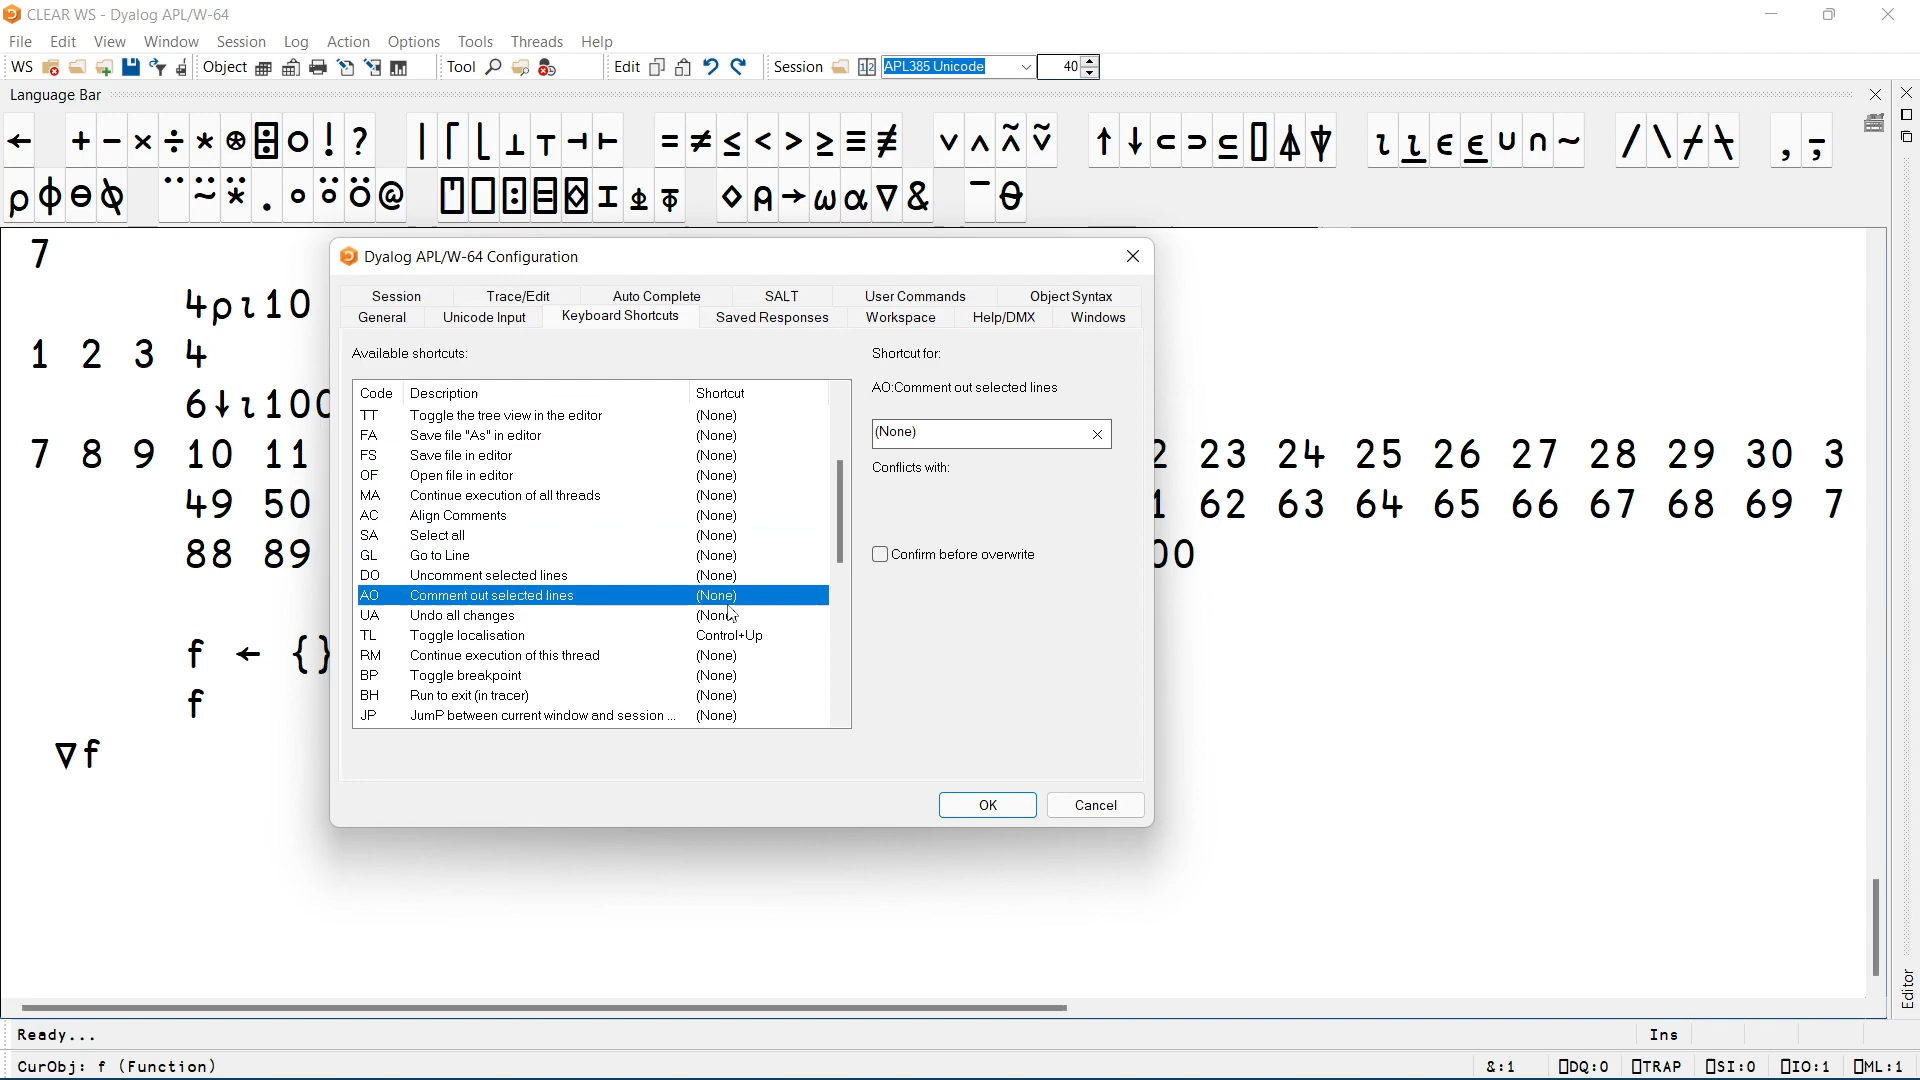 CLEAR WS - Dyalog APL/W-64
File Edit View Window Session Log Action Options Tools Threads Help
WS Object Tool Edit Session APL385 Unicode 40
Language Bar
← + - × ÷ * ⍟ ⌹ ○ ! ? | ⌈ ⌊ ⊥ ⊤ ⊣ ⊢ = ≠ ≤ < > ≥ ≡ ≢ ∨ ∧ ⍲ ⍱ ↑ ↓ ⊂ ⊃ ⊆ ⌷ ⍋ ⍒ ⍳ ⍸ ∊ ⍷ ∪ ∩ ~ / \ ⌿ ⍀ , ⍪
⍴ ⌽ ⊖ ⍉ ¨ ⍨ ⍣ . ∘ ⍤ ⍥ @ ⍞ ⎕ ⍠ ⌸ ⌺ ⌶ ⍎ ⍕ ⋄ ⍝ → ⍵ ⍺ ∇ & ¯ ⍬
7
4⍴⍳10
1 2 3 4
6↓⍳100
7 8 9 10 11 2 23 24 25 26 27 28 29 30 3
49 50 1 62 63 64 65 66 67 68 69 7
88 89 00
f ← {}
f
∇f
Dyalog APL/W-64 Configuration
Session Trace/Edit Auto Complete SALT User Commands Object Syntax
General Unicode Input Keyboard Shortcuts Saved Responses Workspace Help/DMX Windows
Available shortcuts:
Code Description Shortcut
TT Toggle the tree view in the editor (None)
FA Save file "As" in editor (None)
FS Save file in editor (None)
OF Open file in editor (None)
MA Continue execution of all threads (None)
AC Align Comments (None)
SA Select all (None)
GL Go to Line (None)
DO Uncomment selected lines (None)
AO Comment out selected lines (None)
UA Undo all changes (None)
TL Toggle localisation Control+Up
RM Continue execution of this thread (None)
BP Toggle breakpoint (None)
BH Run to exit (in tracer) (None)
JP JumP between current window and session ... (None)
Shortcut for:
AO:Comment out selected lines
(None)
Conflicts with:
Confirm before overwrite
OK Cancel
Editor
Ready... Ins
CurObj: f (Function) &:1 ⎕DQ:0 ⎕TRAP ⎕SI:0 ⎕IO:1 ⎕ML:1